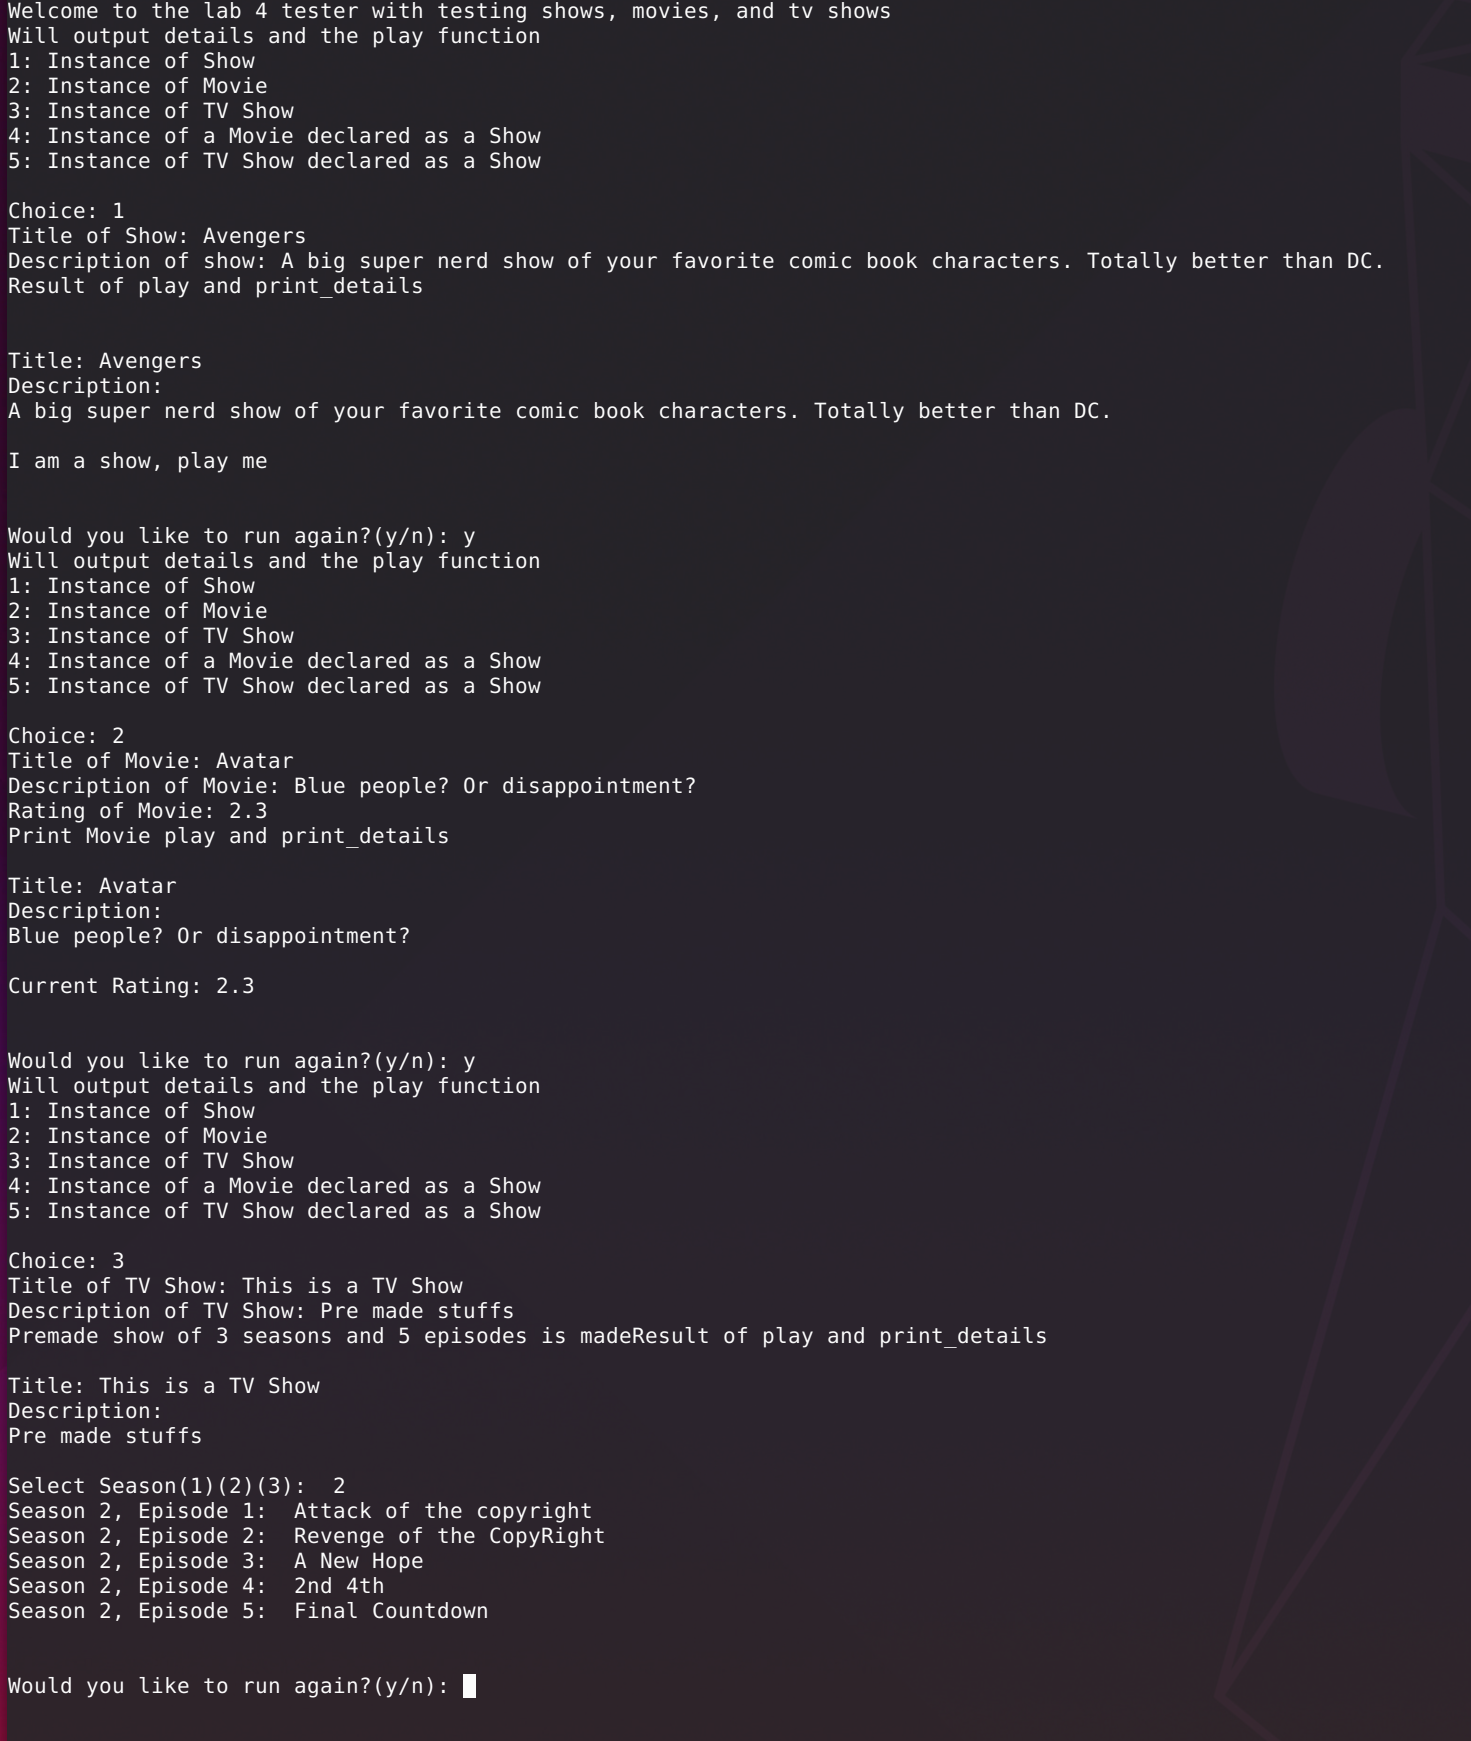 Welcome to the lab 4 tester with testing shows, movies, and tv shows
Will output details and the play function
1: Instance of Show
2: Instance of Movie
3: Instance of TV Show
4: Instance of a Movie declared as a Show
5: Instance of TV Show declared as a Show
Choice: 1
Title of Show: Avengers
Description of show: A big super nerd show of your favorite comic book characters. Totally better than DC.
Result of play and print_details
Title: Avengers
Description:
A big super nerd show of your favorite comic book characters. Totally better than DC.
I am a show, play me
Would you like to run again?(y/n): y
Will output details and the play function
1: Instance of Show
2: Instance of Movie
3: Instance of TV Show
4: Instance of a Movie declared as a Show
5: Instance of TV Show declared as a Show
Choice: 2
Title of Movie: Avatar
Description of Movie: Blue people? Or disappointment?
Rating of Movie: 2.3
Print Movie play and print_details
Title: Avatar
Description:
Blue people? Or disappointment?
Current Rating: 2.3
Would you like to run again?(y/n): y
Will output details and the play function
1: Instance of Show
2: Instance of Movie
3: Instance of TV Show
4: Instance of a Movie declared as a Show
5: Instance of TV Show declared as a Show
Choice: 3
Title of TV Show: This is a TV Show
Description of TV Show: Pre made stuffs
Premade show of 3 seasons and 5 episodes is madeResult of play and print_details
Title: This is a TV Show
Description:
Pre made stuffs
Select Season(1)(2)(3):  2
Season 2, Episode 1:  Attack of the copyright
Season 2, Episode 2:  Revenge of the CopyRight
Season 2, Episode 3:  A New Hope
Season 2, Episode 4:  2nd 4th
Season 2, Episode 5:  Final Countdown
Would you like to run again?(y/n):